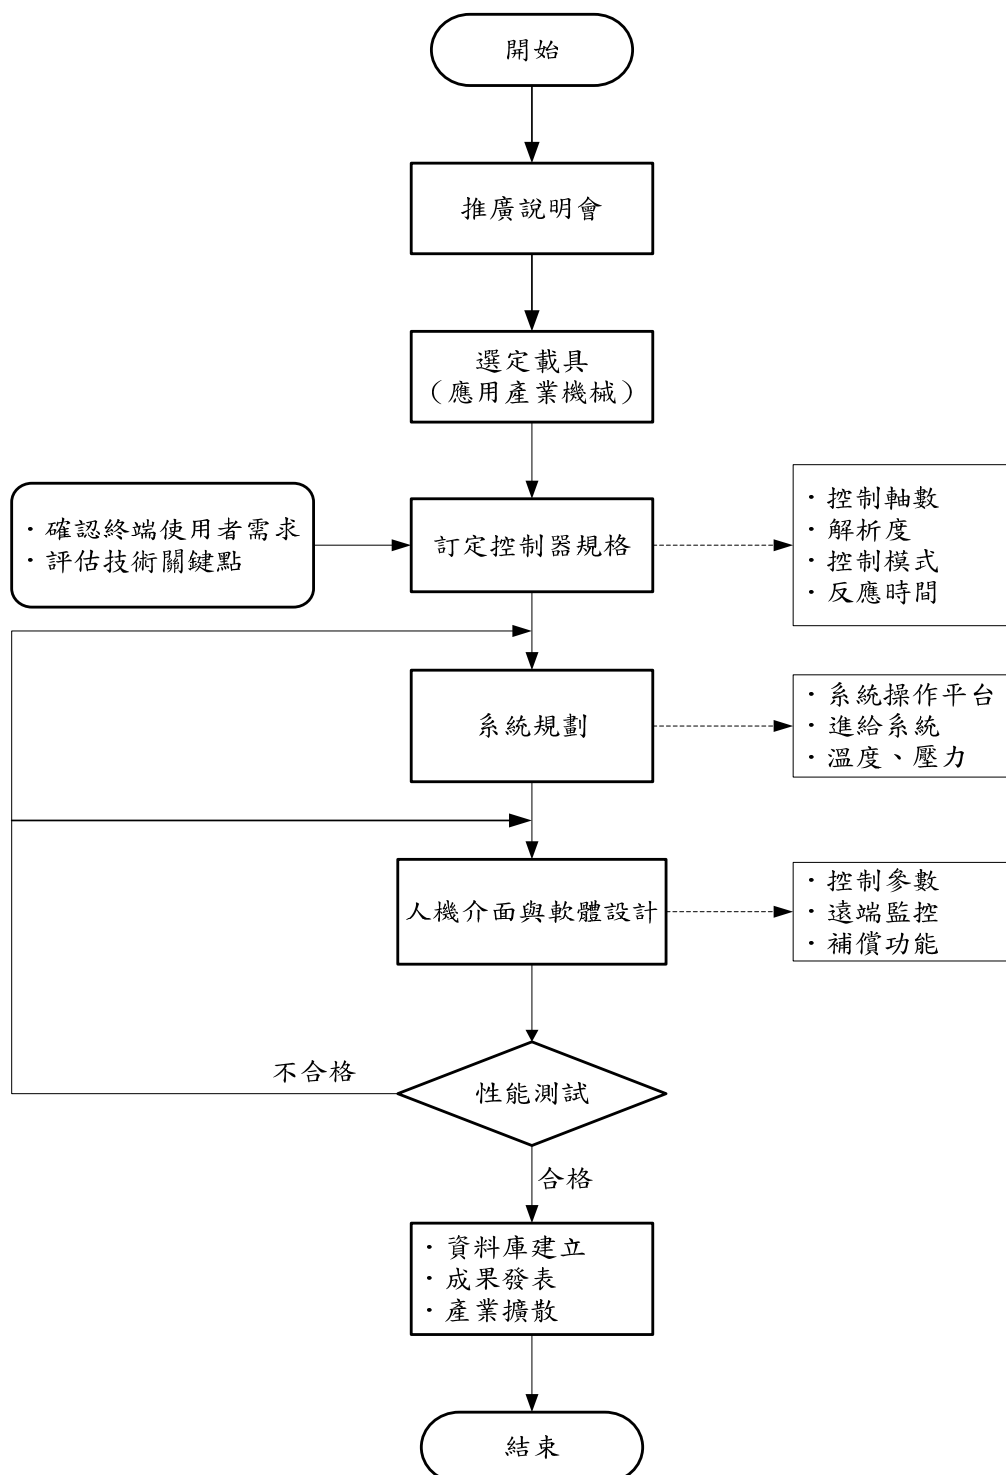 開始
推廣說明會
選定載具
（應用產業機械）
・確認終端使用者需求
・評估技術關鍵點
訂定控制器規格
・控制軸數
・解析度
・控制模式
・反應時間
系統規劃
・系統操作平台
・進給系統
・溫度、壓力
人機介面與軟體設計
・控制參數
・遠端監控
・補償功能
不合格
性能測試
合格
・資料庫建立
・成果發表
・產業擴散
結束